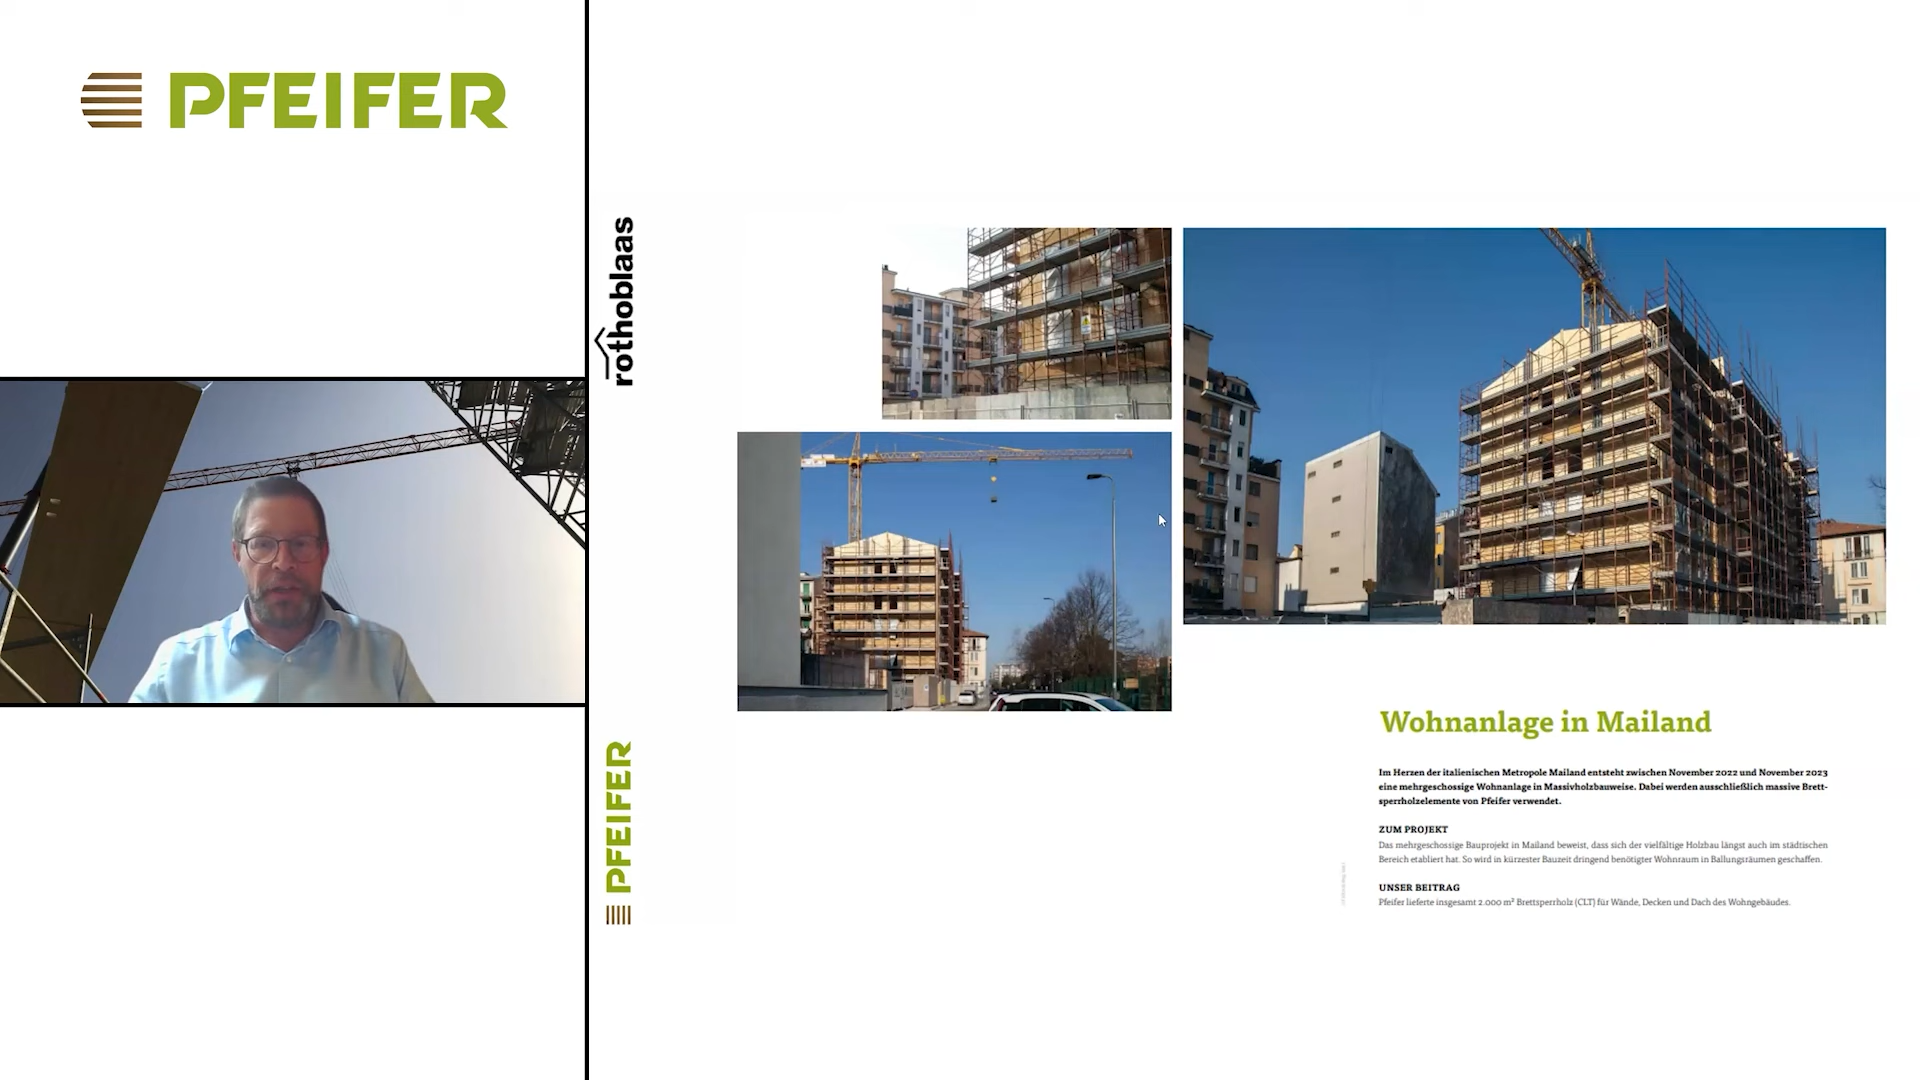 PFEIFER
rothoblaas
PFEIFER
Wohnanlage in Mailand
Im Herzen der italienischen Metropole Mailand entsteht zwischen November 2022 und November 2023
eine mehrgeschossige Wohnanlage in Massivholzbauweise. Dabei werden ausschließlich massive Brett-
sperrholzelemente von Pfeifer verwendet.
ZUM PROJEKT
Das mehrgeschossige Bauprojekt in Mailand beweist, dass sich der vielfältige Holzbau längst auch im städtischen
Bereich etabliert hat. So wird in kürzester Bauzeit dringend benötigter Wohnraum in Ballungsräumen geschaffen.
UNSER BEITRAG
Pfeifer lieferte insgesamt 2.000 m² Brettsperrholz (CLT) für Wände, Decken und Dach des Wohngebäudes.